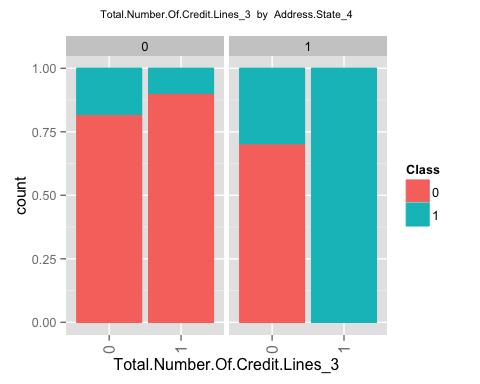 Total.Number.Of.Credit.Lines_3 by Address.State_4
0 1
1.00
0.75
0.50
0.25
0.00
count
0 1 0 1
Total.Number.Of.Credit.Lines_3
Class
0
1